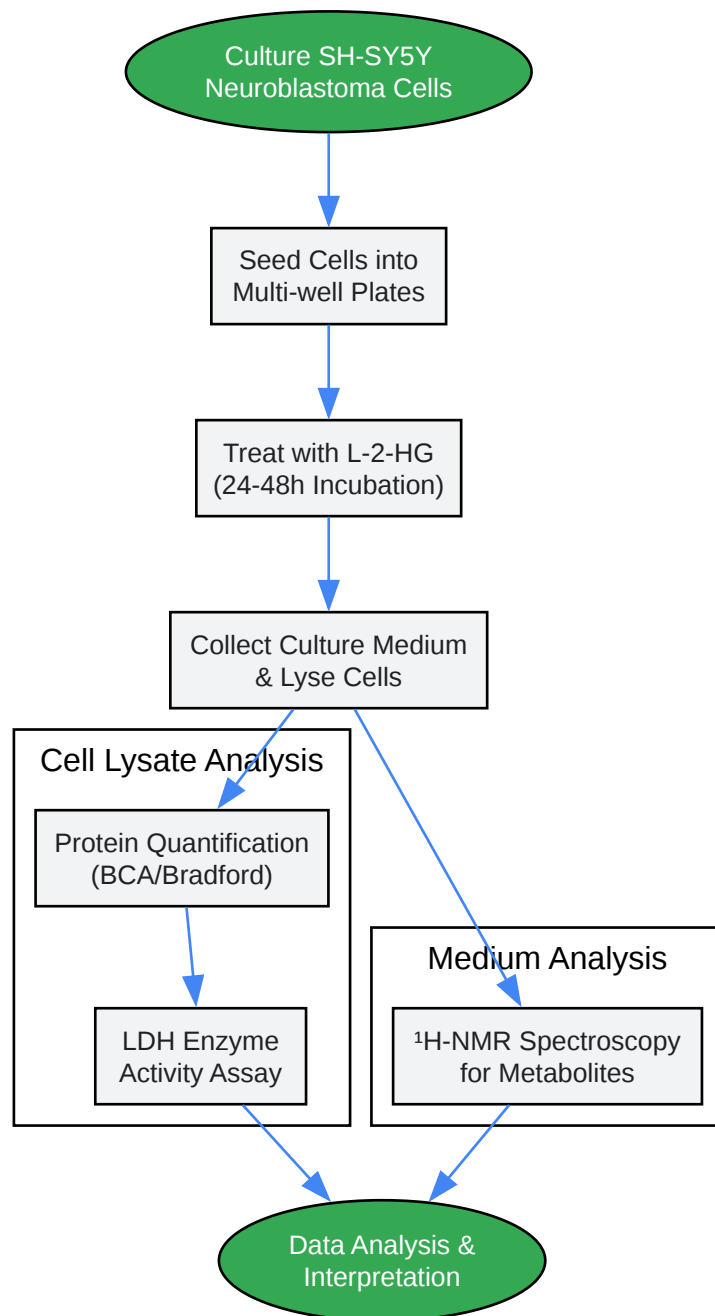 Culture SH-SY5Y
Neuroblastoma Cells
Seed Cells into
Multi-well Plates
Treat with L-2-HG
(24-48h Incubation)
Collect Culture Medium
& Lyse Cells
Cell Lysate Analysis
Protein Quantification
(BCA/Bradford)
LDH Enzyme
Activity Assay
Medium Analysis
¹H-NMR Spectroscopy
for Metabolites
Data Analysis &
Interpretation